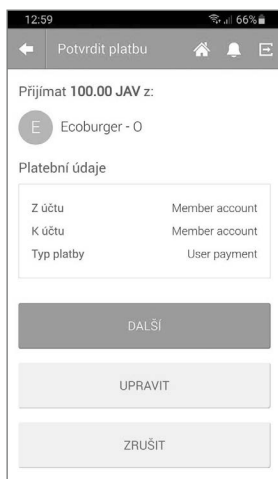 12:59
66%
Potvrdit platbu
Přijímat 100.00 JAV z:
E
Ecoburger - O
Platební údaje
Z účtu Member account
K účtu Member account
Typ platby User payment
DALŠÍ
UPRAVIT
ZRUŠIT